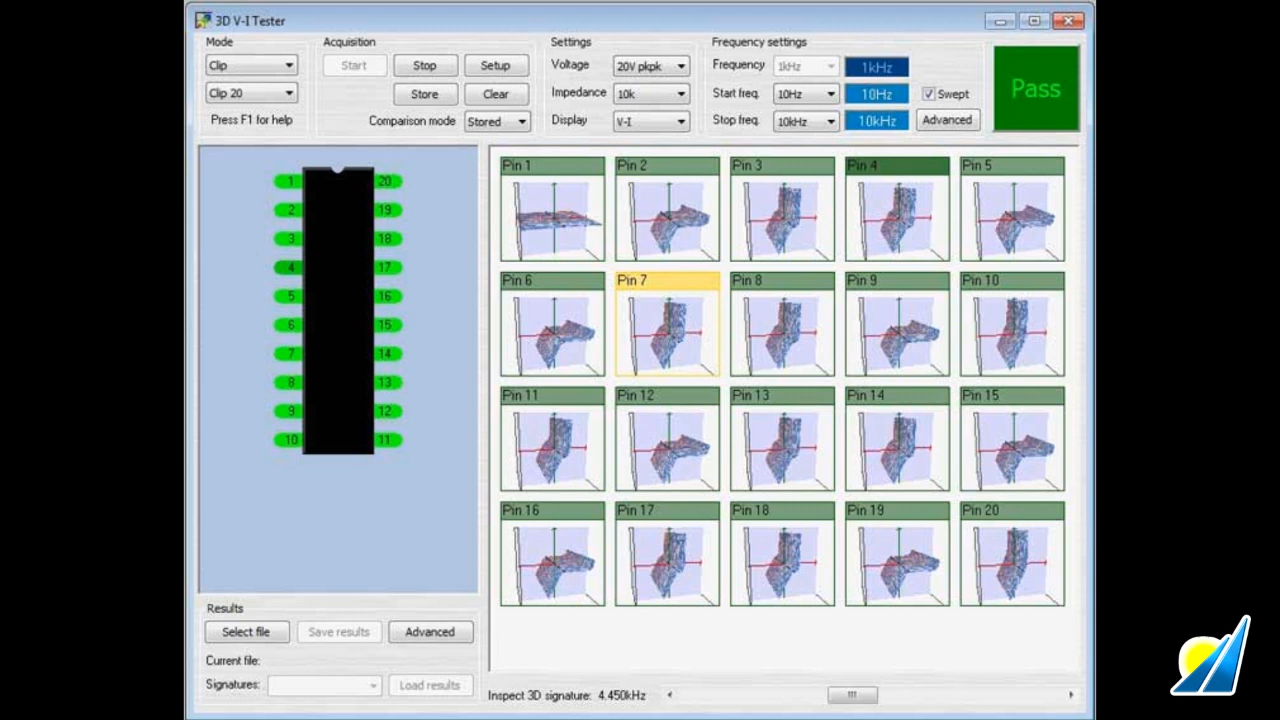 3D V-I Tester
Mode
Acquisition
Settings
Frequency settings
Clip
Start
Stop
Setup
Voltage
20V pkpk
Frequency
1kHz
1kHz
Pass
Clip 20
Store
Clear
Impedance
10k
Start freq.
10Hz
10Hz
Swept
Press F1 for help
Comparison mode
Stored
Display
V-I
Stop freq.
10kHz
10kHz
Advanced
1
20
2
19
3
18
4
17
5
16
6
15
7
14
8
13
9
12
10
11
Pin 1
Pin 2
Pin 3
Pin 4
Pin 5
Pin 6
Pin 7
Pin 8
Pin 9
Pin 10
Pin 11
Pin 12
Pin 13
Pin 14
Pin 15
Pin 16
Pin 17
Pin 18
Pin 19
Pin 20
Results
Select file
Save results
Advanced
Current file:
Signatures:
Load results
Inspect 3D signature: 4.450kHz